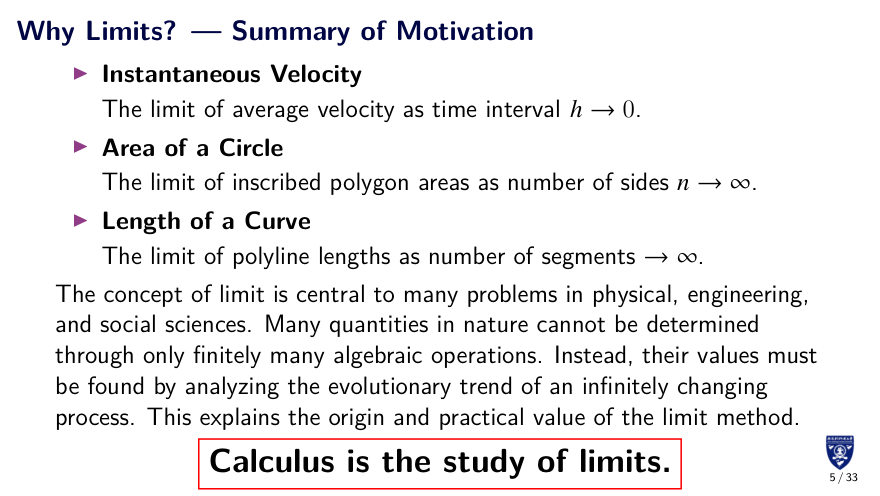 Why Limits? — Summary of Motivation
▶ Instantaneous Velocity
The limit of average velocity as time interval h → 0.
▶ Area of a Circle
The limit of inscribed polygon areas as number of sides n → ∞.
▶ Length of a Curve
The limit of polyline lengths as number of segments → ∞.
The concept of limit is central to many problems in physical, engineering,
and social sciences. Many quantities in nature cannot be determined
through only finitely many algebraic operations. Instead, their values must
be found by analyzing the evolutionary trend of an infinitely changing
process. This explains the origin and practical value of the limit method.
Calculus is the study of limits.
5 / 33